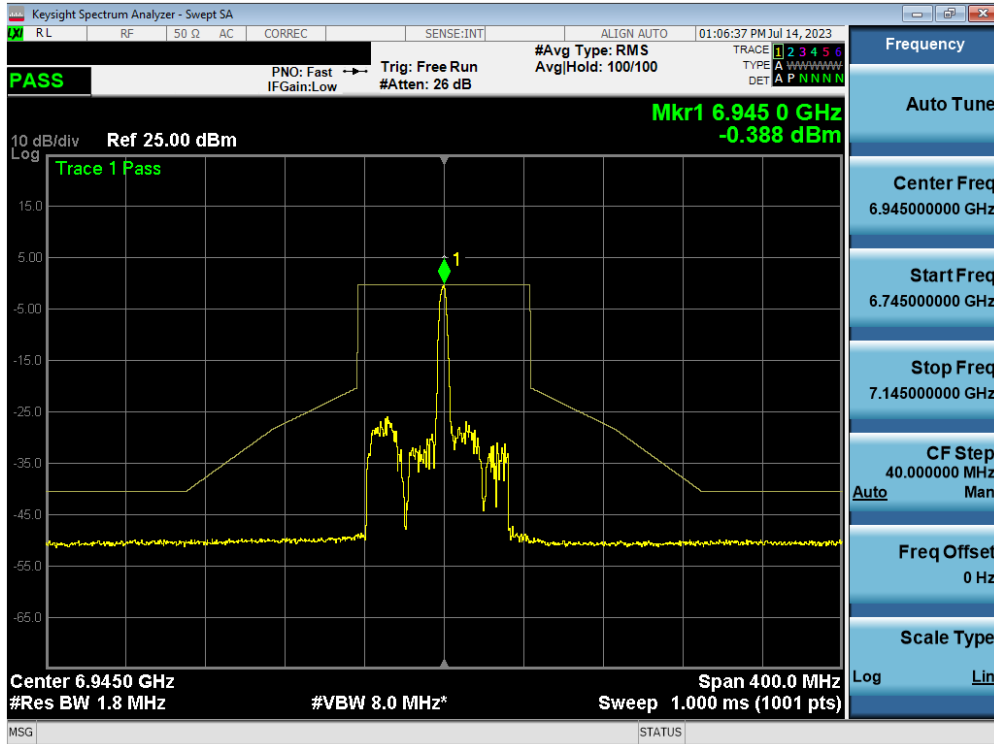 Keysight Spectrum Analyzer - Swept SA
LXI RL RF 50 Ω AC CORREC SENSE:INT ALIGN AUTO 01:06:37 PM Jul 14, 2023
PASS
PNO: Fast
IFGain:Low
Trig: Free Run
#Atten: 26 dB
#Avg Type: RMS
Avg|Hold: 100/100
TRACE 1 2 3 4 5 6
TYPE A WWWWW
DET A P N N N N
Mkr1 6.945 0 GHz
-0.388 dBm
10 dB/div Ref 25.00 dBm
Log
Trace 1 Pass
15.0
5.00
1
-5.00
-15.0
-25.0
-35.0
-45.0
-55.0
-65.0
Center 6.9450 GHz Span 400.0 MHz
#Res BW 1.8 MHz #VBW 8.0 MHz* Sweep 1.000 ms (1001 pts)
MSG STATUS
Frequency
Auto Tune
Center Freq
6.945000000 GHz
Start Freq
6.745000000 GHz
Stop Freq
7.145000000 GHz
CF Step
40.000000 MHz
Auto Man
Freq Offset
0 Hz
Scale Type
Log Lin